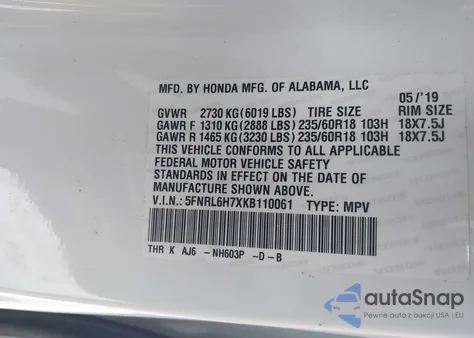 MFD. BY HONDA MFG. OF ALABAMA, LLC
05/'19
GVWR 2730 KG(6019 LBS) TIRE SIZE RIM SIZE
GAWR F 1310 KG(2888 LBS) 235/60R18 103H 18X7.5J
GAWR R 1465 KG(3230 LBS) 235/60R18 103H 18X7.5J
THIS VEHICLE CONFORMS TO ALL APPLICABLE
FEDERAL MOTOR VEHICLE SAFETY
STANDARDS IN EFFECT ON THE DATE OF
MANUFACTURE SHOWN ABOVE.
V.I.N.: 5FNRL6H7XKB110061 TYPE: MPV
THR K AJ6 -NH603P -D-B
autoSnap
Pewne auta z aukcji USA i EU